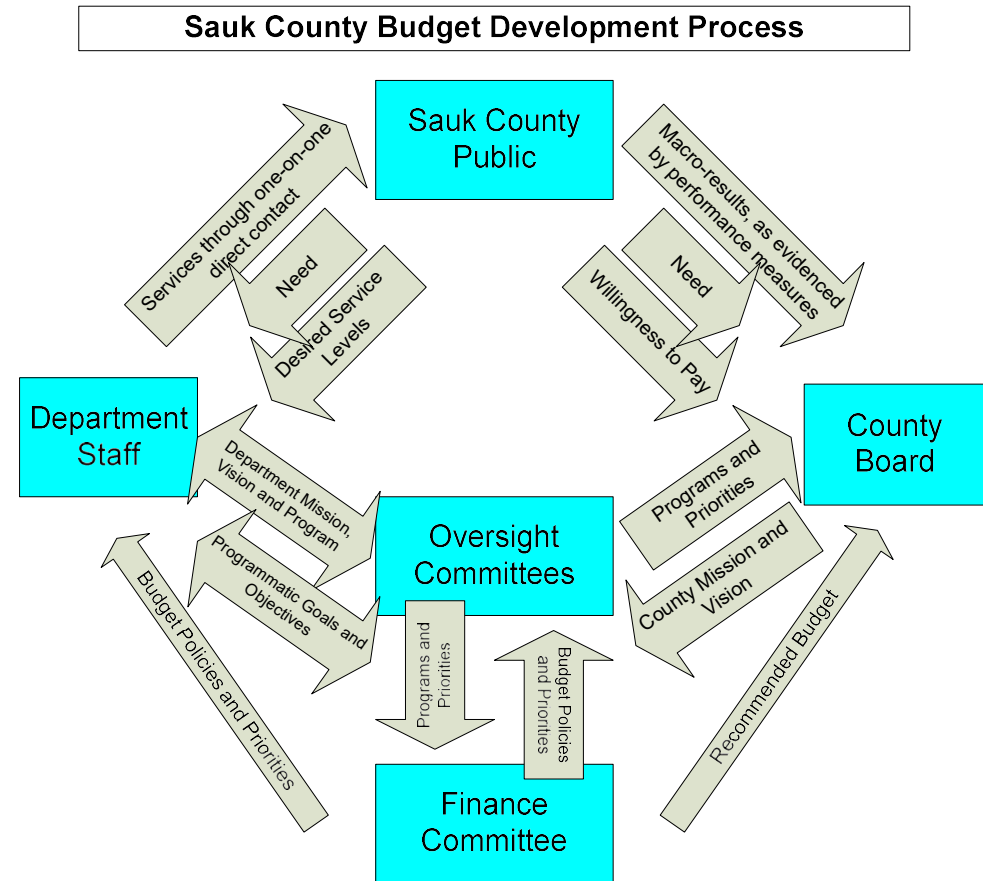 Sauk County Budget Development Process
Sauk County
Public
Services through one-on-one
direct contact
Need
Desired Service
Levels
Macro-results, as evidenced
by performance measures
Need
Willingness to Pay
Department
Staff
County
Board
Department Mission,
Vision and Program
Programmatic Goals and
Objectives
Oversight
Committees
Programs and
Priorities
County Mission and
Vision
Budget Policies and Priorities
Programs and
Priorities
Budget Policies
and Priorities
Recommended Budget
Finance
Committee